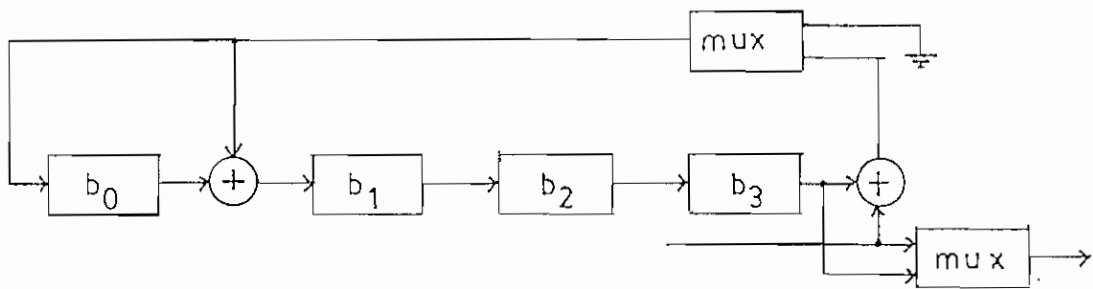 mux
b₀
+
b₁
b₂
b₃
+
mux